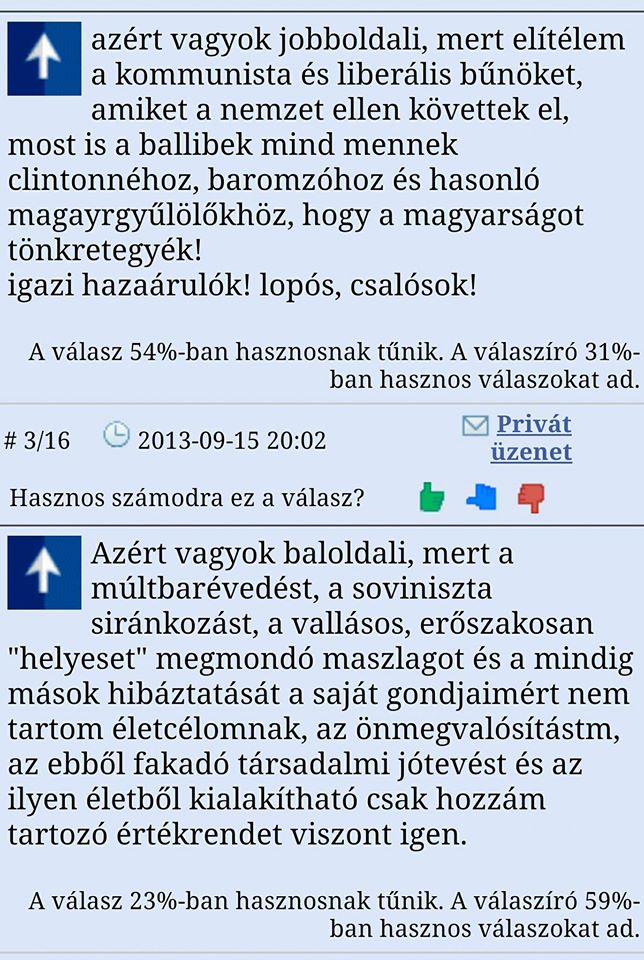 azért vagyok jobboldali, mert elítélem
a kommunista és liberális bűnöket,
amiket a nemzet ellen követtek el,
most is a ballibek mind mennek
clintonnéhoz, baromzóhoz és hasonló
magayrgyűlölőkhöz, hogy a magyarságot
tönkretegyék!
igazi hazaárulók! lopós, csalósok!
A válasz 54%-ban hasznosnak tűnik. A válaszíró 31%-
ban hasznos válaszokat ad.
# 3/16 2013-09-15 20:02 Privát
üzenet
Hasznos számodra ez a válasz?
Azért vagyok baloldali, mert a
múltbarévedést, a soviniszta
siránkozást, a vallásos, erőszakosan
"helyeset" megmondó maszlagot és a mindig
mások hibáztatását a saját gondjaimért nem
tartom életcélomnak, az önmegvalósítástm,
az ebből fakadó társadalmi jótevést és az
ilyen életből kialakítható csak hozzám
tartozó értékrendet viszont igen.
A válasz 23%-ban hasznosnak tűnik. A válaszíró 59%-
ban hasznos válaszokat ad.